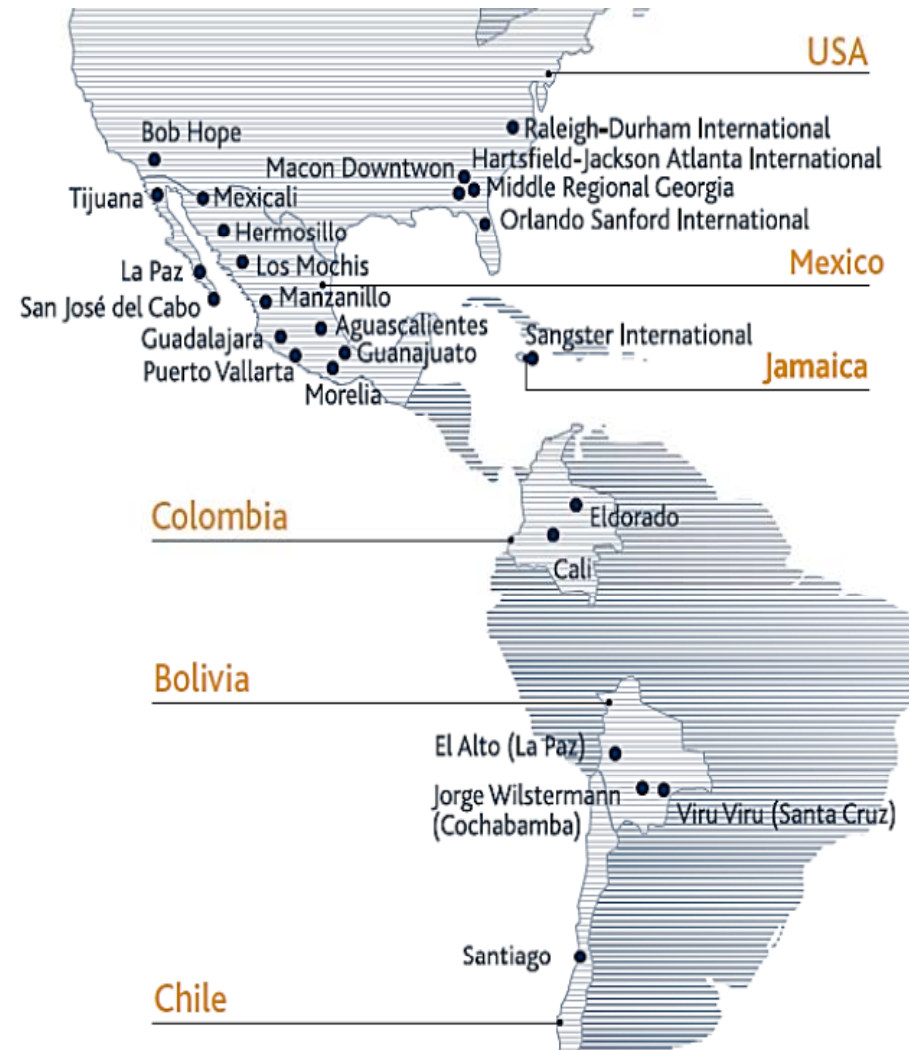 USA
Raleigh-Durham International
Bob Hope
Hartsfield-Jackson Atlanta International
Macon Downtwon
Middle Regional Georgia
Tijuana
Mexicali
Orlando Sanford International
Hermosillo
Mexico
La Paz
Los Mochis
San José del Cabo
Manzanillo
Aguascalientes
Sangster International
Guadalajara
Guanajuato
Jamaica
Puerto Vallarta
Morelia
Colombia
Eldorado
Cali
Bolivia
El Alto (La Paz)
Jorge Wilstermann
(Cochabamba)
Viru Viru (Santa Cruz)
Santiago
Chile